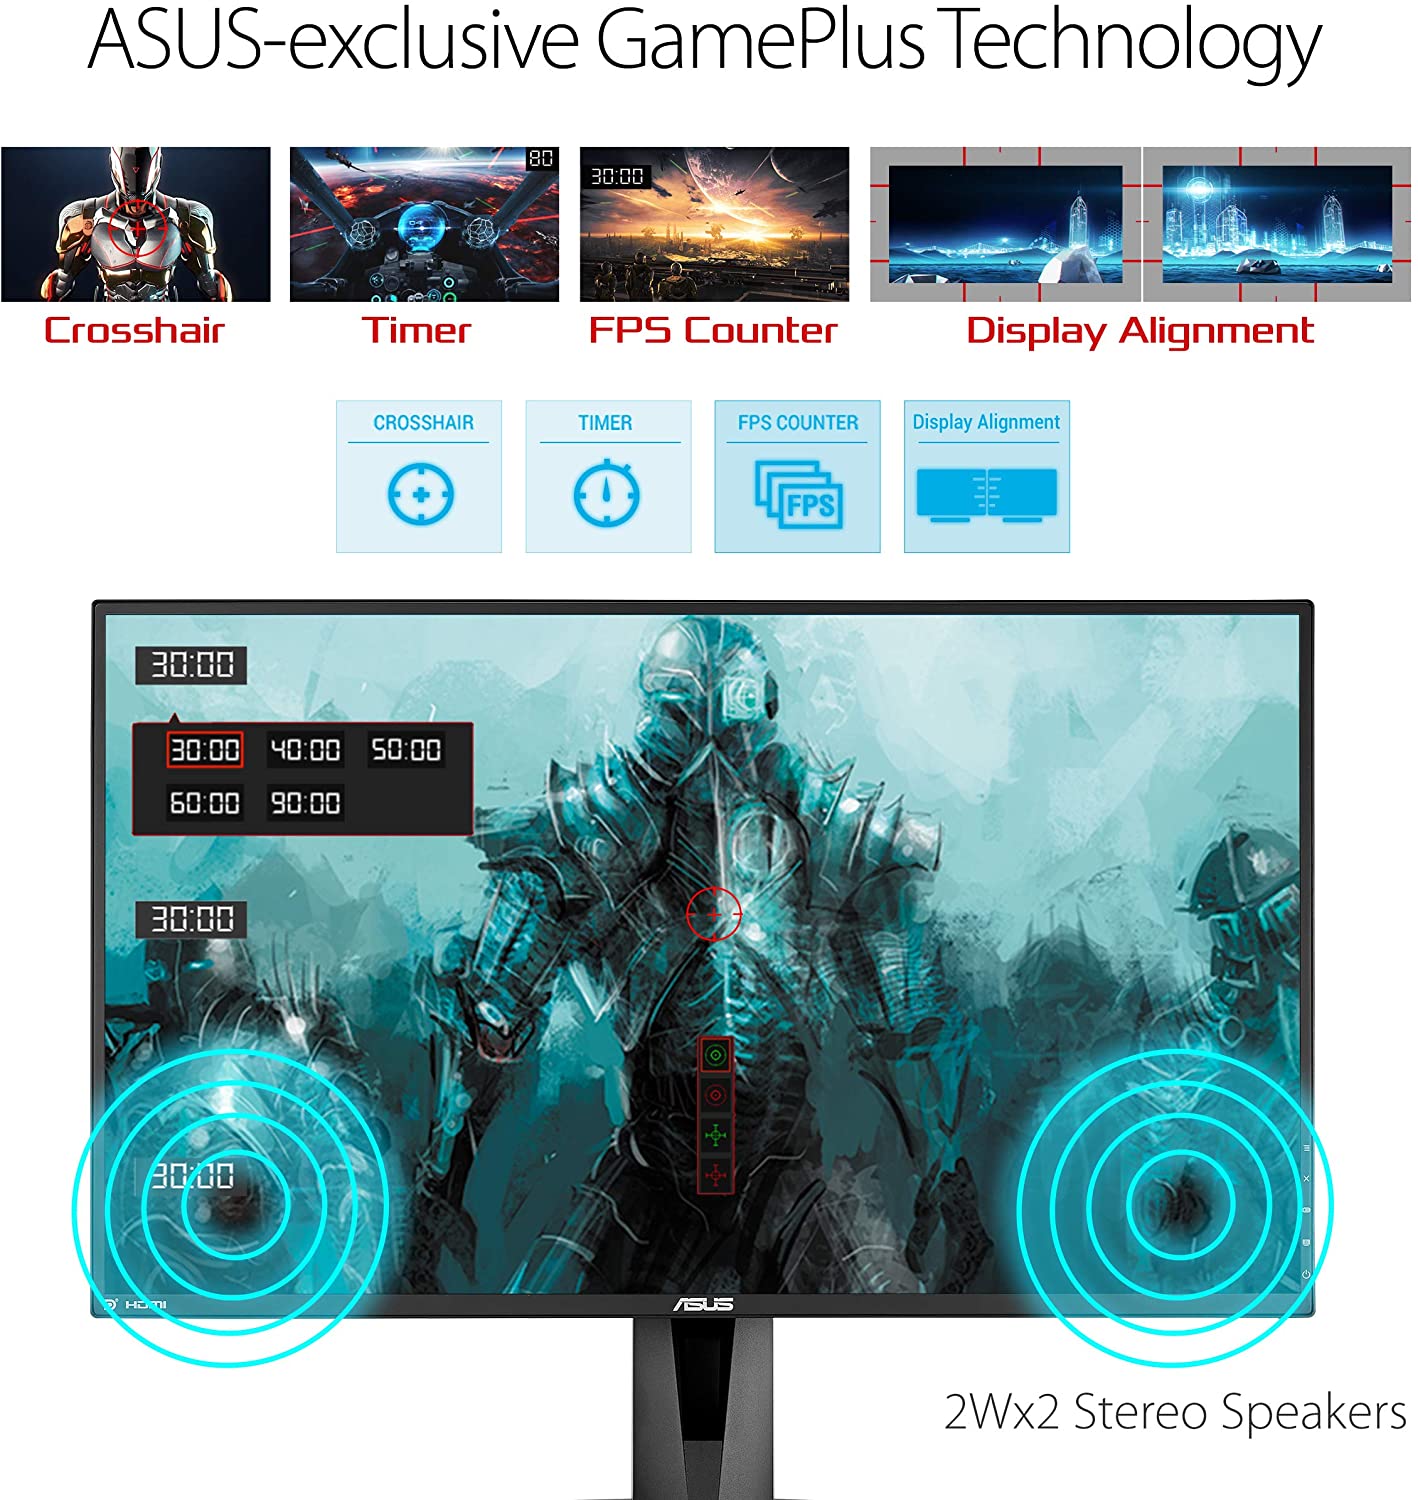 ASUS-exclusive GamePlus Technology
80
30:00
Crosshair
Timer
FPS Counter
Display Alignment
CROSSHAIR
TIMER
FPS COUNTER
Display Alignment
FPS
30:00
30:00 40:00 50:00
60:00 90:00
30:00
30:00
HDMI
ASUS
2Wx2 Stereo Speakers